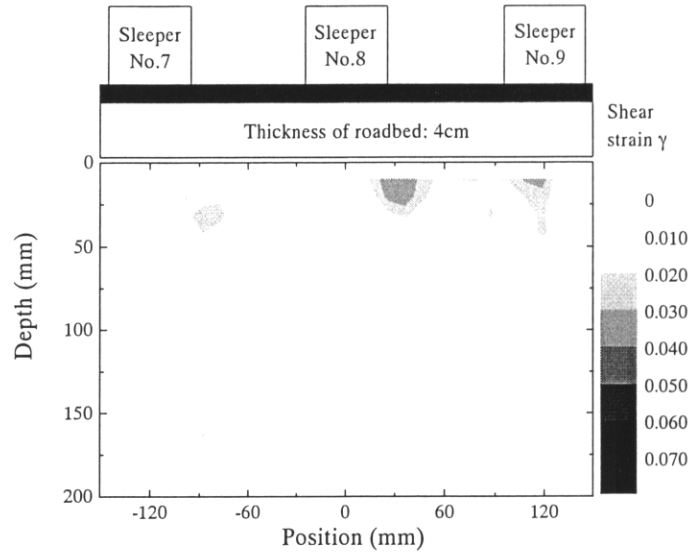 Sleeper
No.7
Sleeper
No.8
Sleeper
No.9
Thickness of roadbed: 4cm
Shear
strain γ
0
0.010
0.020
0.030
0.040
0.050
0.060
0.070
0
50
100
150
200
Depth (mm)
-120
-60
0
60
120
Position (mm)